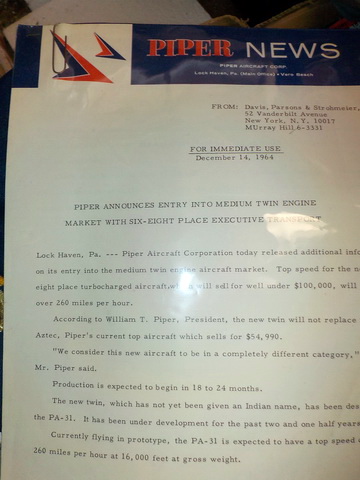 PIPER NEWS
PIPER AIRCRAFT CORP.
Lock Haven, Pa. (Main Office) • Vero Beach
FROM: Davis, Parsons & Strohmeier,
52 Vanderbilt Avenue
New York, N. Y. 10017
MUrray Hill 6-3331
FOR IMMEDIATE USE
December 14, 1964
PIPER ANNOUNCES ENTRY INTO MEDIUM TWIN ENGINE
MARKET WITH SIX-EIGHT PLACE EXECUTIVE TRANSPORT
Lock Haven, Pa. --- Piper Aircraft Corporation today released additional info
on its entry into the medium twin engine aircraft market. Top speed for the ne
eight place turbocharged aircraft, which will sell for well under $100,000, will
over 260 miles per hour.
According to William T. Piper, President, the new twin will not replace
Aztec, Piper's current top aircraft which sells for $54,990.
"We consider this new aircraft to be in a completely different category,"
Mr. Piper said.
Production is expected to begin in 18 to 24 months.
The new twin, which has not yet been given an Indian name, has been des
the PA-31. It has been under development for the past two and one half years
Currently flying in prototype, the PA-31 is expected to have a top speed
260 miles per hour at 16,000 feet at gross weight.